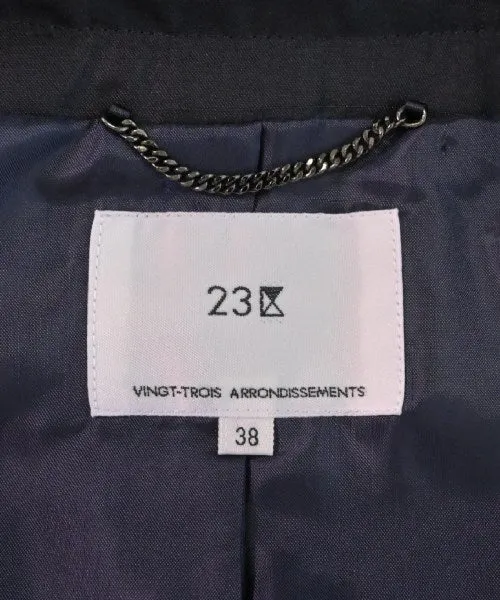 23区
VINGT-TROIS ARRONDISSEMENTS
38